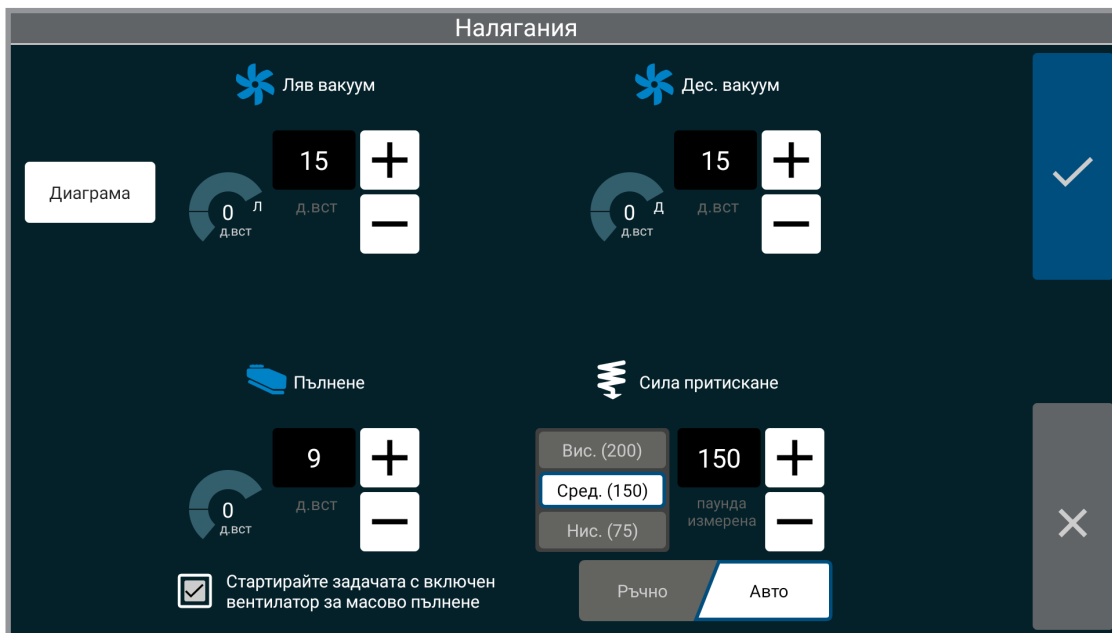 Налягания
Ляв вакуум
Дес. вакуум
Диаграма
15
д.вст
0
Л
д.вст
15
д.вст
0
Д
д.вст
Пълнене
Сила притискане
9
д.вст
0
д.вст
Вис. (200)
Сред. (150)
Нис. (75)
150
паунда
измерена
Стартирайте задачата с включен
вентилатор за масово пълнене
Ръчно
Авто